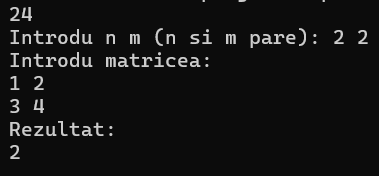 24
Introdu n m (n si m pare): 2 2
Introdu matricea:
1 2
3 4
Rezultat:
2